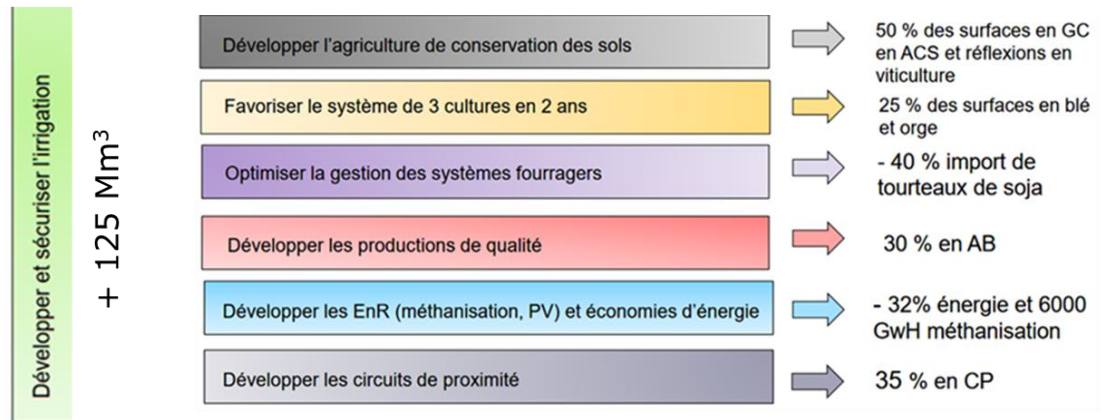 Développer et sécuriser l'irrigation
+ 125 Mm³
Développer l'agriculture de conservation des sols
50 % des surfaces en GC
en ACS et réflexions en
viticulture
Favoriser le système de 3 cultures en 2 ans
25 % des surfaces en blé
et orge
Optimiser la gestion des systèmes fourragers
- 40 % import de
tourteaux de soja
Développer les productions de qualité
30 % en AB
Développer les EnR (méthanisation, PV) et économies d'énergie
- 32% énergie et 6000
GwH méthanisation
Développer les circuits de proximité
35 % en CP